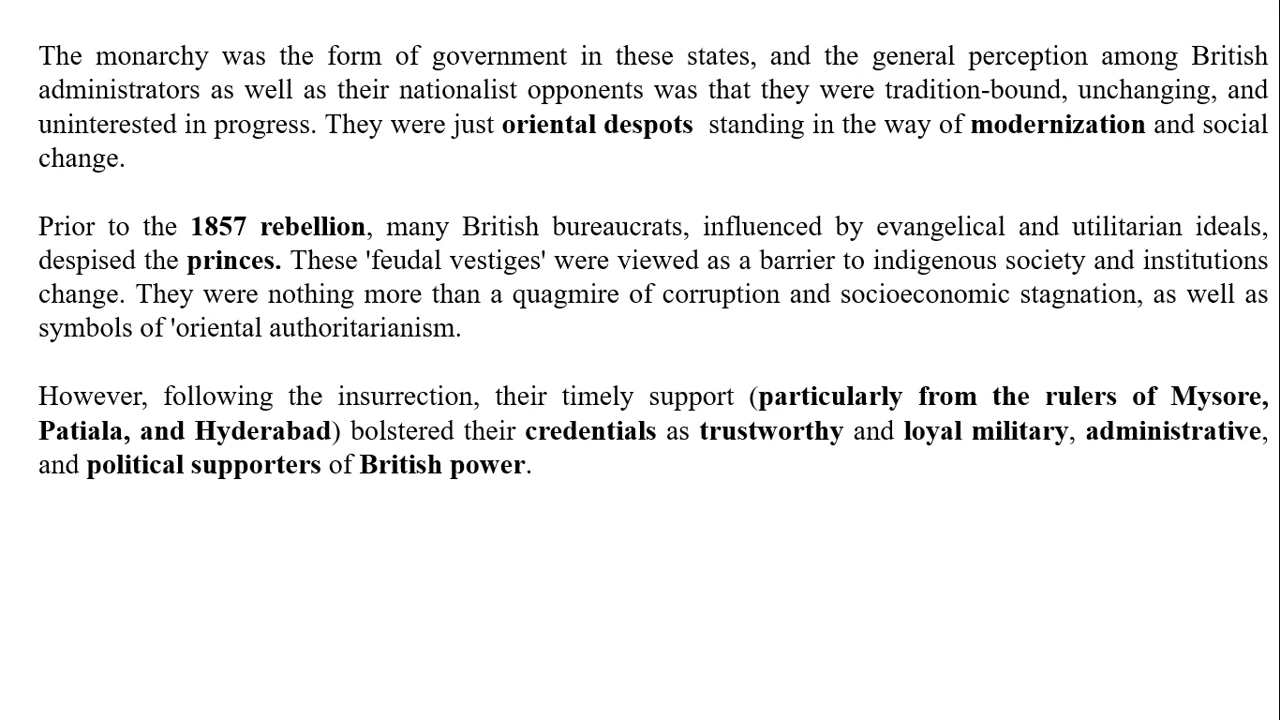 The monarchy was the form of government in these states, and the general perception among British
administrators as well as their nationalist opponents was that they were tradition-bound, unchanging, and
uninterested in progress. They were just oriental despots  standing in the way of modernization and social
change.
Prior to the 1857 rebellion, many British bureaucrats, influenced by evangelical and utilitarian ideals,
despised the princes. These 'feudal vestiges' were viewed as a barrier to indigenous society and institutions
change. They were nothing more than a quagmire of corruption and socioeconomic stagnation, as well as
symbols of 'oriental authoritarianism.
However, following the insurrection, their timely support (particularly from the rulers of Mysore,
Patiala, and Hyderabad) bolstered their credentials as trustworthy and loyal military, administrative,
and political supporters of British power.